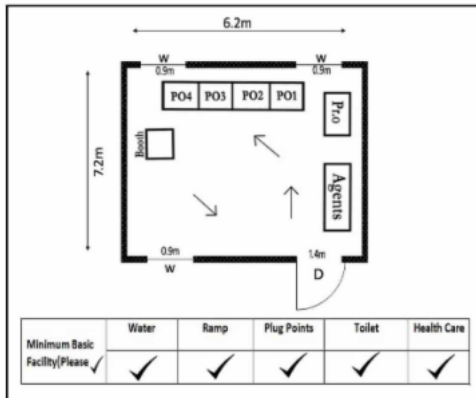 6.2m
W
W
0.9m
0.9m
PO4 PO3 PO2 PO1
Pr.o
7.2m
Booth
Agents
0.9m
1.4m
W
D
Minimum Basic Facility(Please ✓
Water Ramp Plug Points Toilet Health Care
✓ ✓ ✓ ✓ ✓